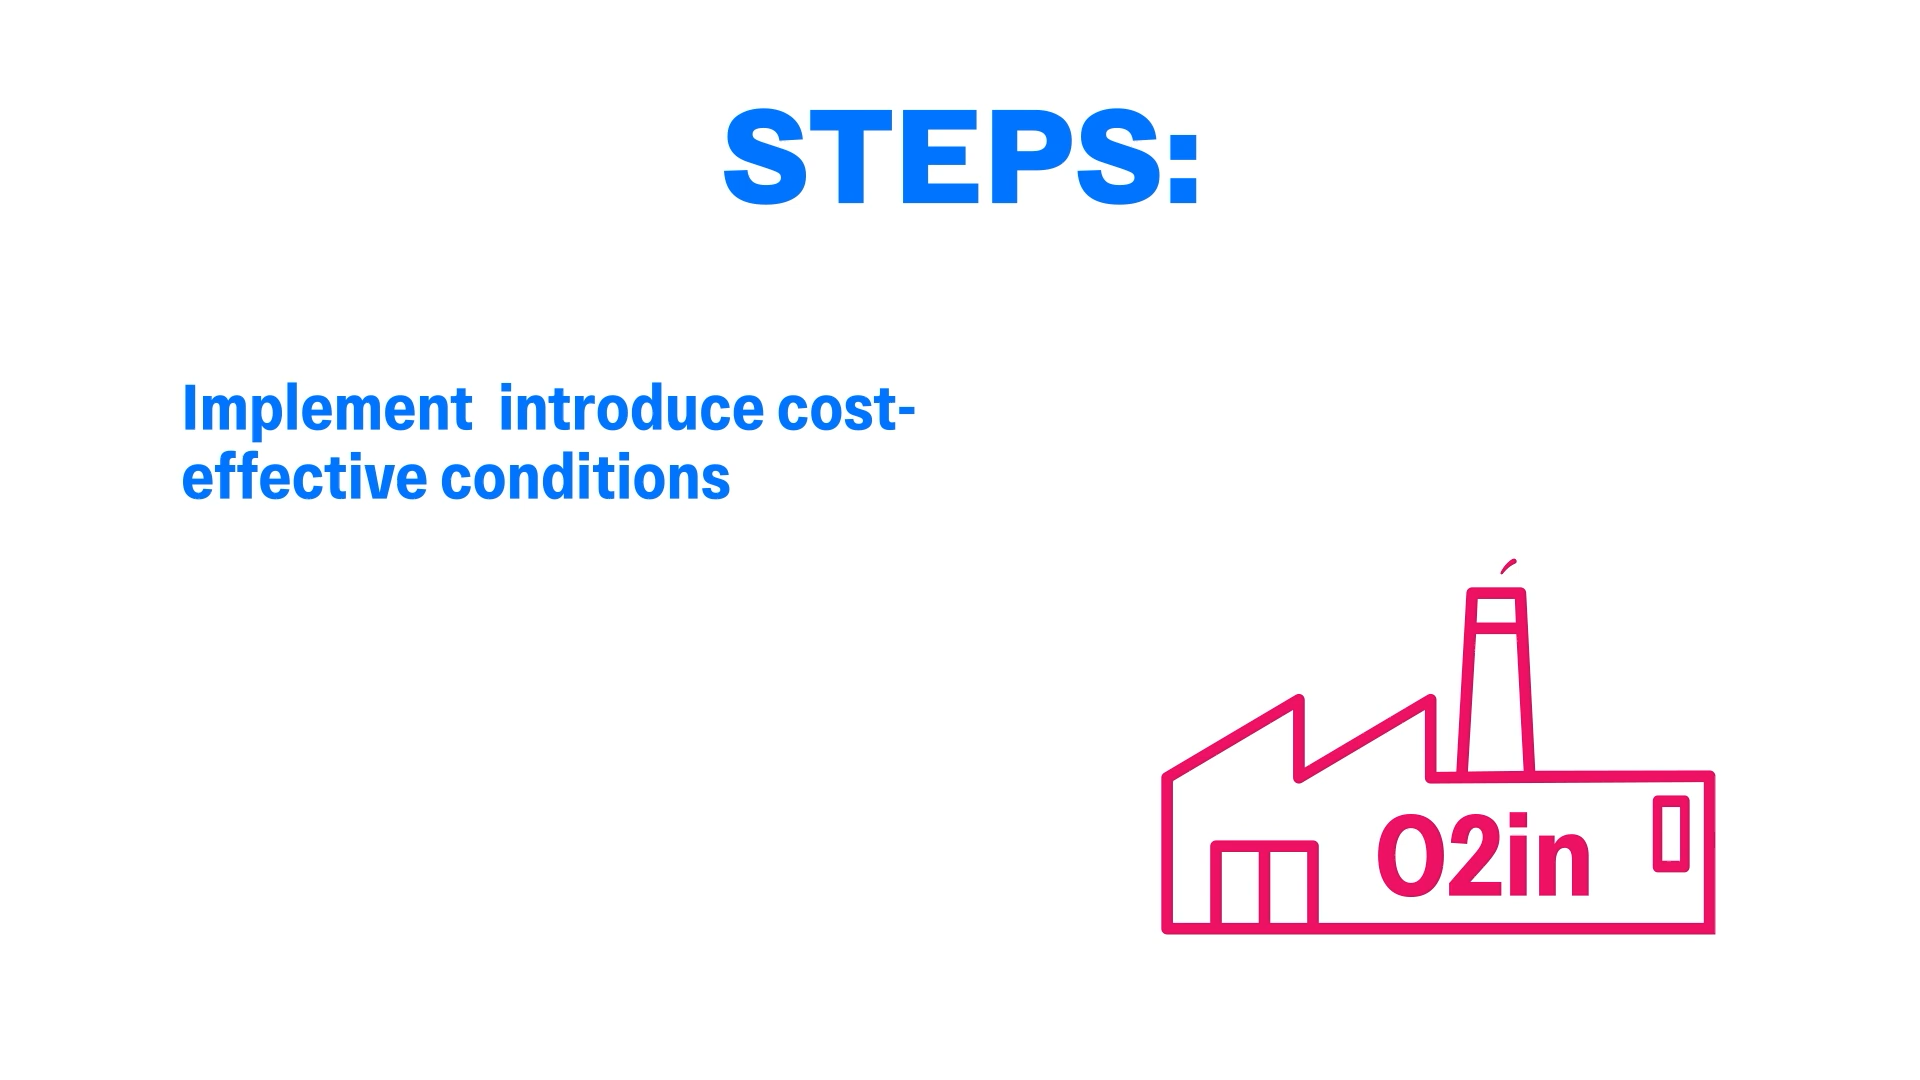 STEPS:
Implement  introduce cost-
effective conditions
O2in